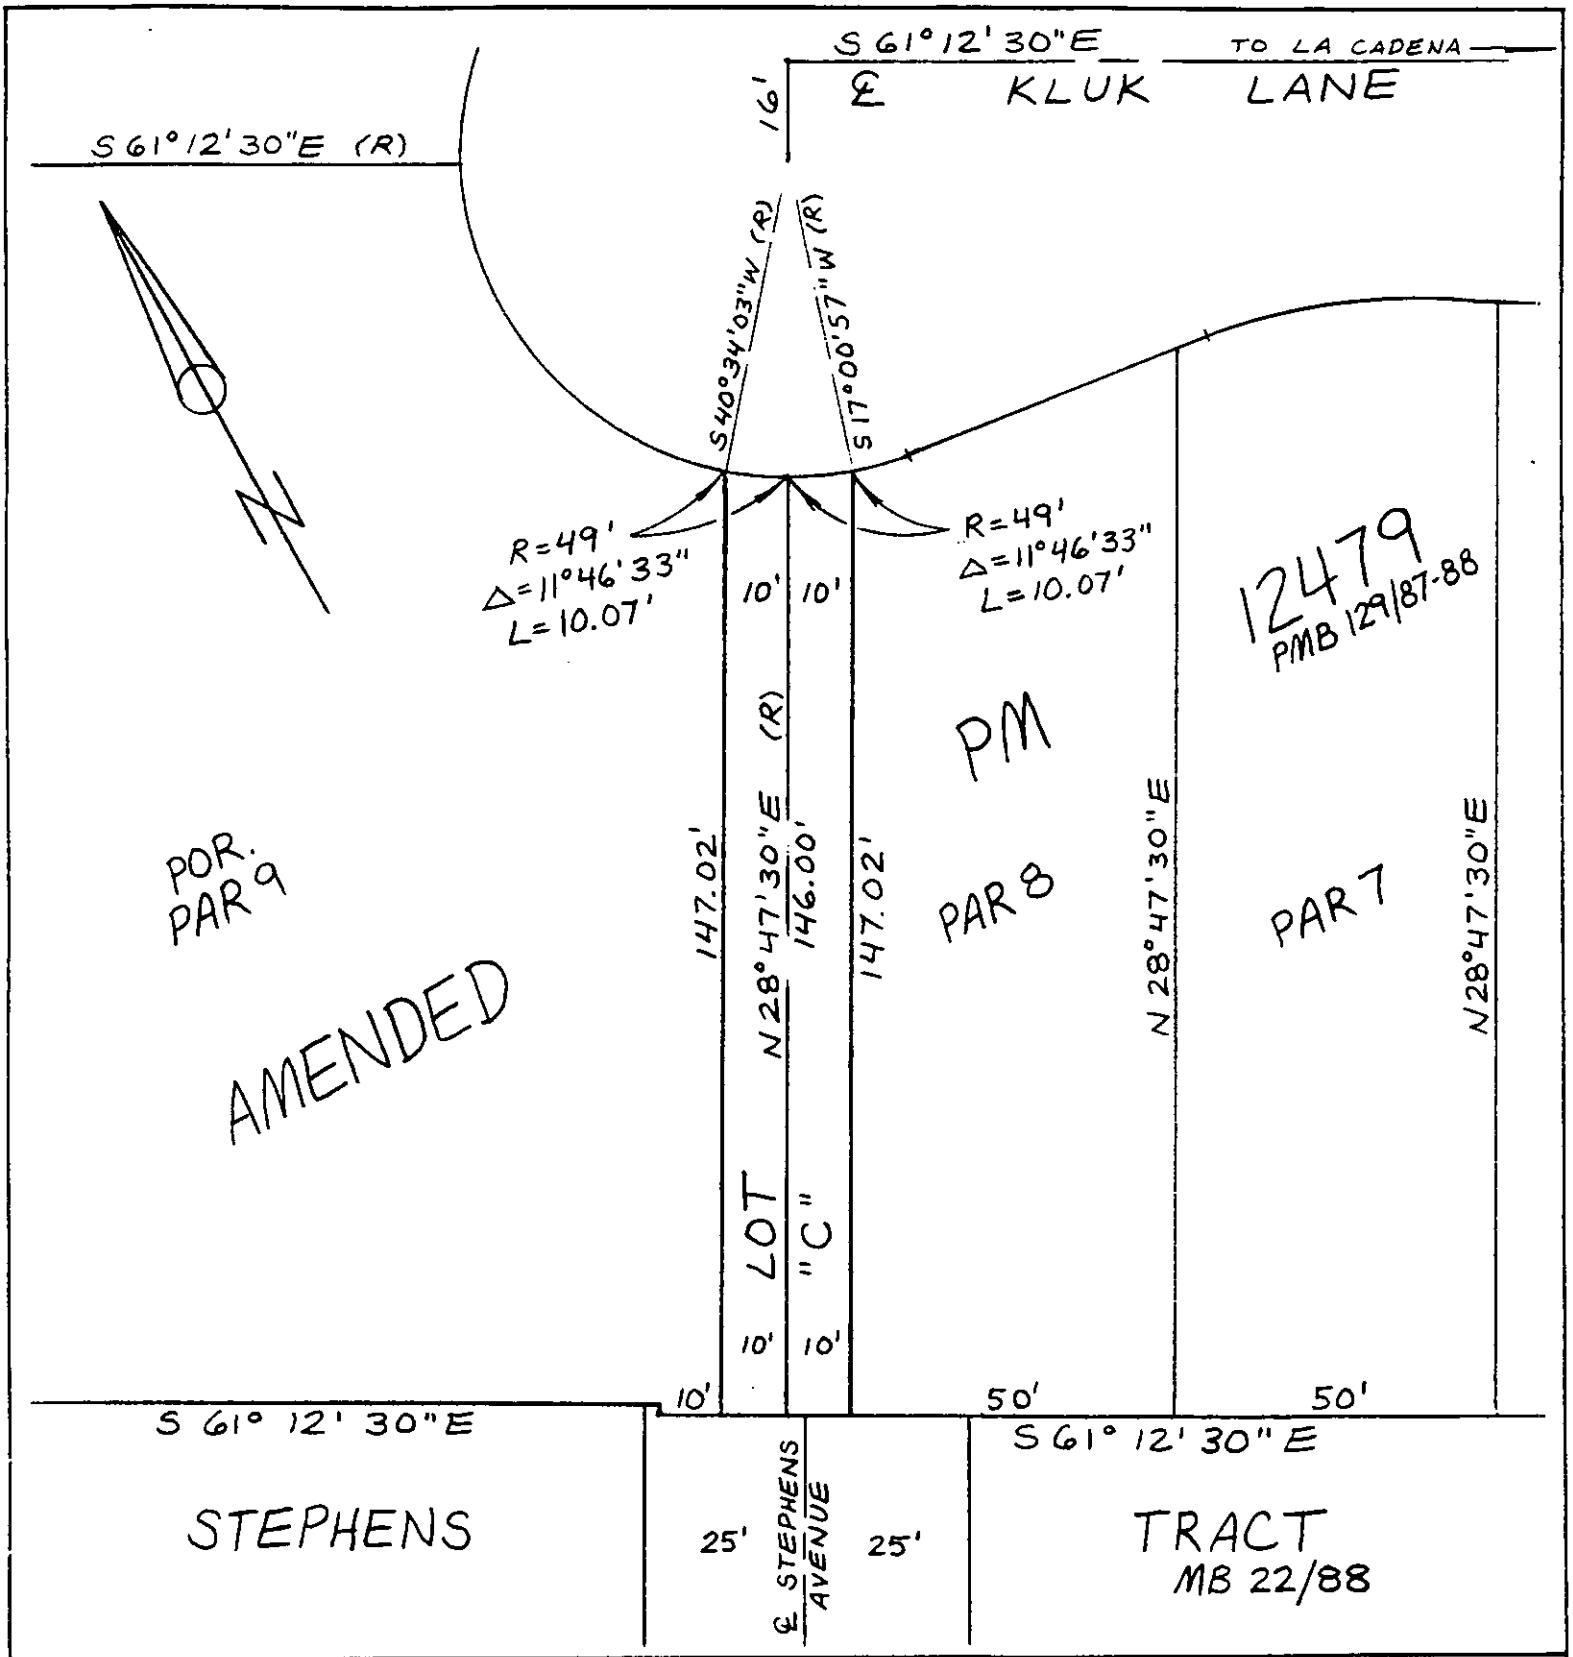 S 61° 12' 30" E
TO LA CADENA
16'
℄ KLUK LANE
S 61° 12' 30" E (R)
S 40° 34' 03" W (R)
S 17° 00' 57" W (R)
N
R = 49'
△ = 11° 46' 33"
L = 10.07'
R = 49'
△ = 11° 46' 33"
L = 10.07'
10' 10'
12479
PMB 129/87-88
PM
147.02'
N 28° 47' 30" E (R)
146.00'
147.02'
N 28° 47' 30" E
N 28° 47' 30" E
POR.
PAR 9
PAR 8
PAR 7
AMENDED
LOT
"C"
10' 10'
10'
50'
50'
S 61° 12' 30" E
S 61° 12' 30" E
STEPHENS
25'
℄ STEPHENS
AVENUE
25'
TRACT
MB 22/88